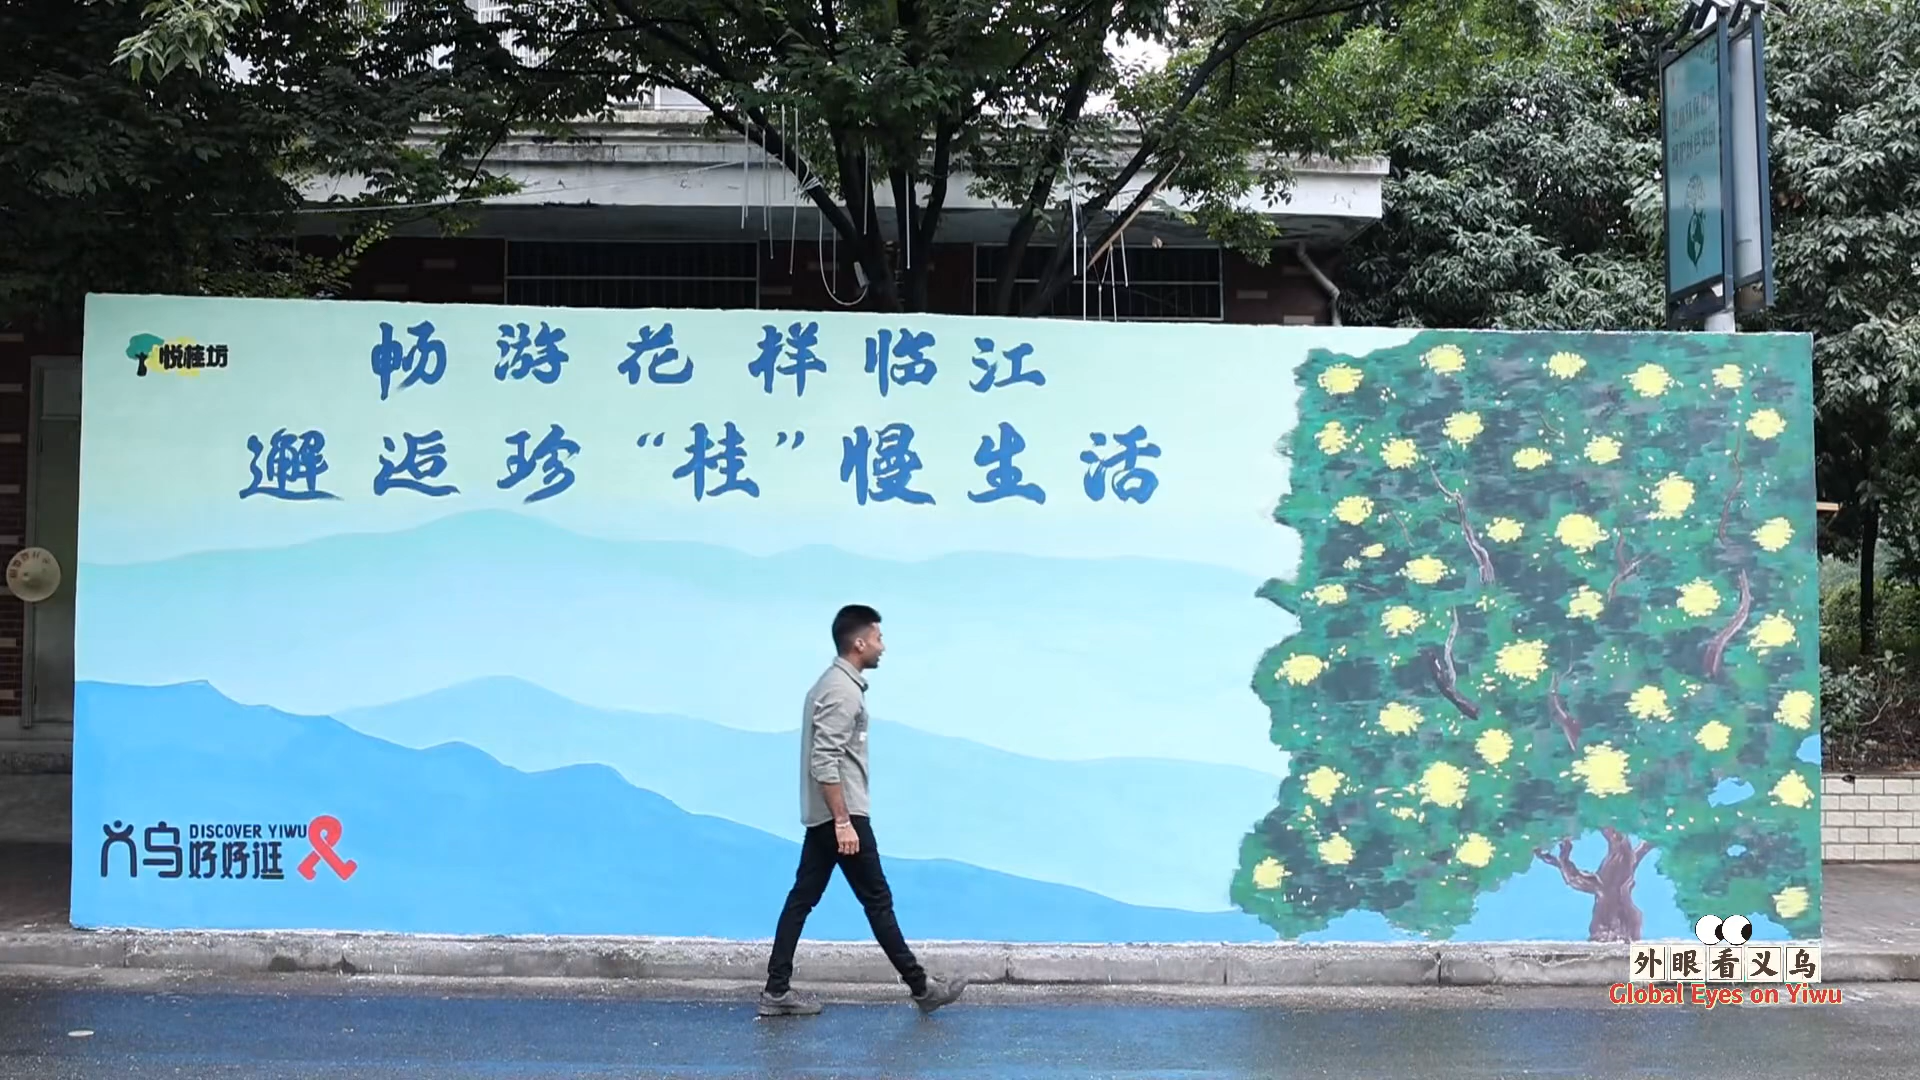 畅游花样临江
悦桂坊
邂逅珍“桂”慢生活
DISCOVER YIWU
义乌好好逛
外眼看义乌
Global Eyes on Yiwu